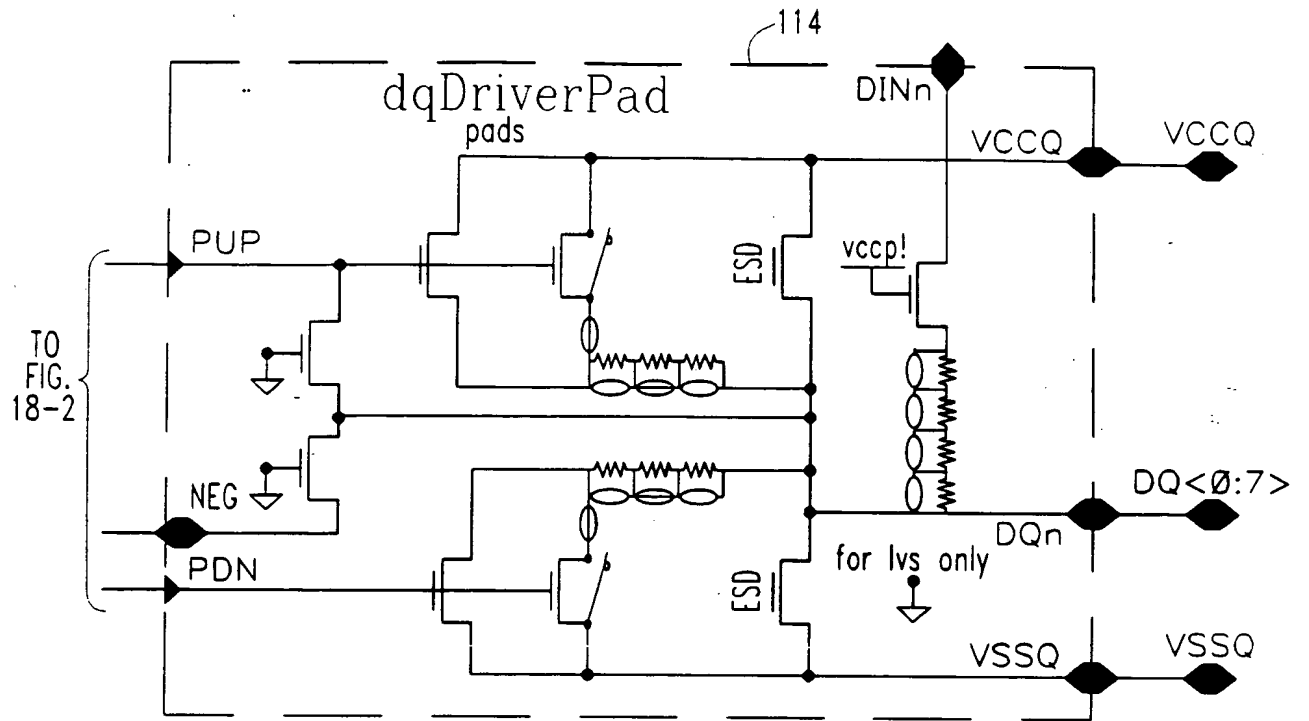 114
dqDriverPad
pads
DINn
VCCQ
VCCQ
PUP
ESD
vccp!
TO
FIG.
18-2
NEG
DQ<Ø:7>
DQn
PDN
ESD
for lvs only
VSSQ
VSSQ